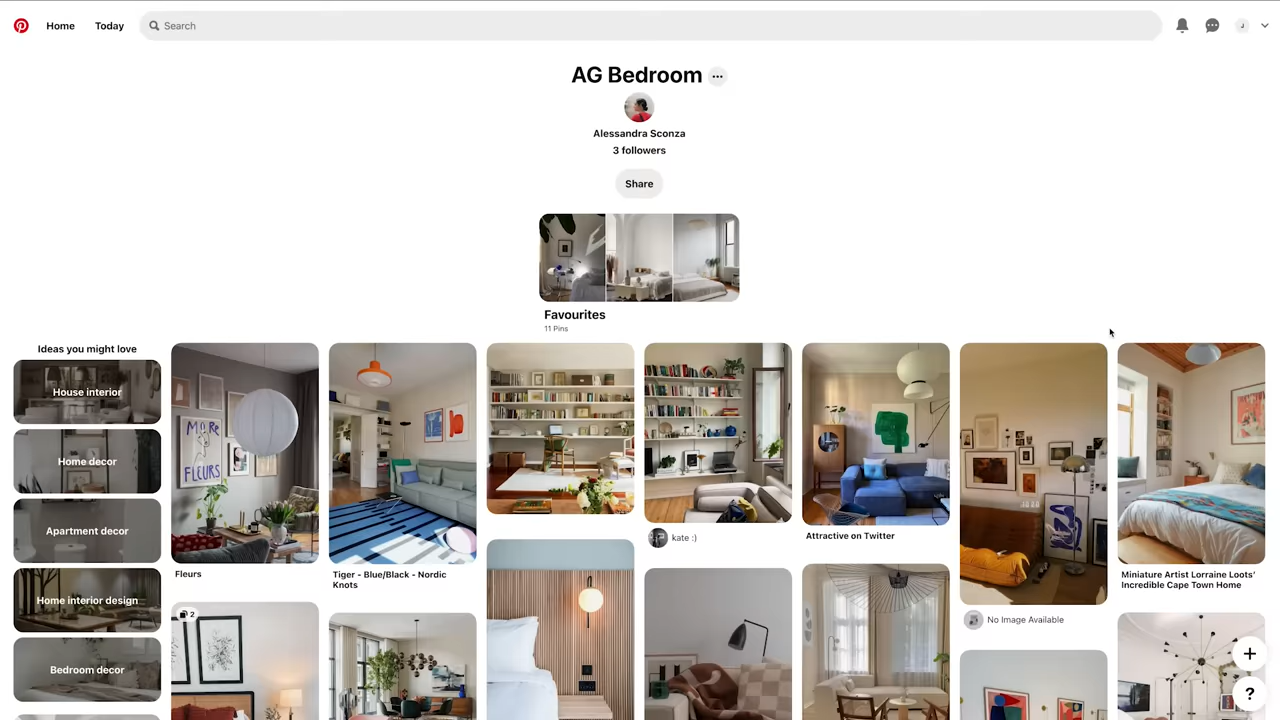 Home
Today
Search
J
AG Bedroom
Alessandra Sconza
3 followers
Share
Favourites
11 Pins
Ideas you might love
House interior
Home decor
Apartment decor
Home interior design
Bedroom decor
MORE
FLEURS
Fleurs
2
Tiger - Blue/Black - Nordic
Knots
kate :)
Attractive on Twitter
No Image Available
Miniature Artist Lorraine Loots'
Incredible Cape Town Home
+
?